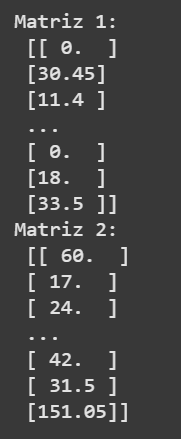 Matriz 1:
[[ 0.  ]
[30.45]
[11.4 ]
...
[ 0.  ]
[18.  ]
[33.5 ]]
Matriz 2:
[[ 60.  ]
[ 17.  ]
[ 24.  ]
...
[ 42.  ]
[ 31.5 ]
[151.05]]